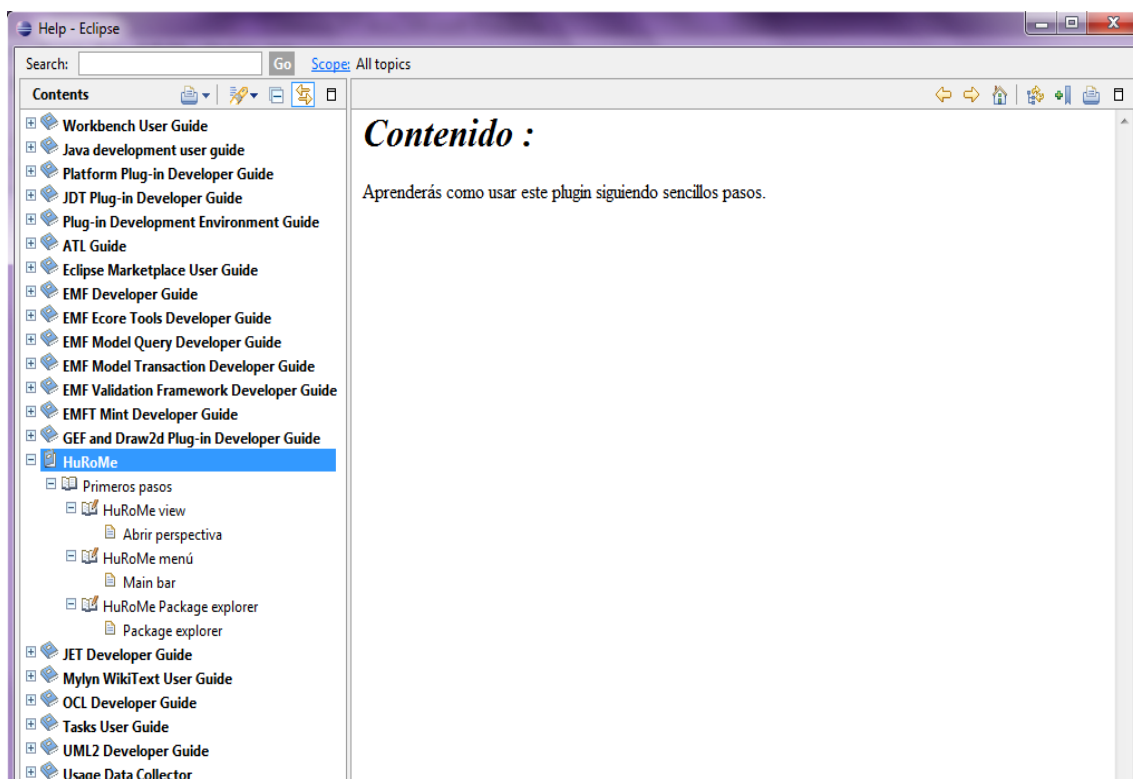 Help - Eclipse
Search:
Go
Scope: All topics
Contents
Workbench User Guide
Java development user guide
Platform Plug-in Developer Guide
JDT Plug-in Developer Guide
Plug-in Development Environment Guide
ATL Guide
Eclipse Marketplace User Guide
EMF Developer Guide
EMF Ecore Tools Developer Guide
EMF Model Query Developer Guide
EMF Model Transaction Developer Guide
EMF Validation Framework Developer Guide
EMFT Mint Developer Guide
GEF and Draw2d Plug-in Developer Guide
HuRoMe
Primeros pasos
HuRoMe view
Abrir perspectiva
HuRoMe menú
Main bar
HuRoMe Package explorer
Package explorer
JET Developer Guide
Mylyn WikiText User Guide
OCL Developer Guide
Tasks User Guide
UML2 Developer Guide
Usage Data Collector
Contenido :
Aprenderás como usar este plugin siguiendo sencillos pasos.